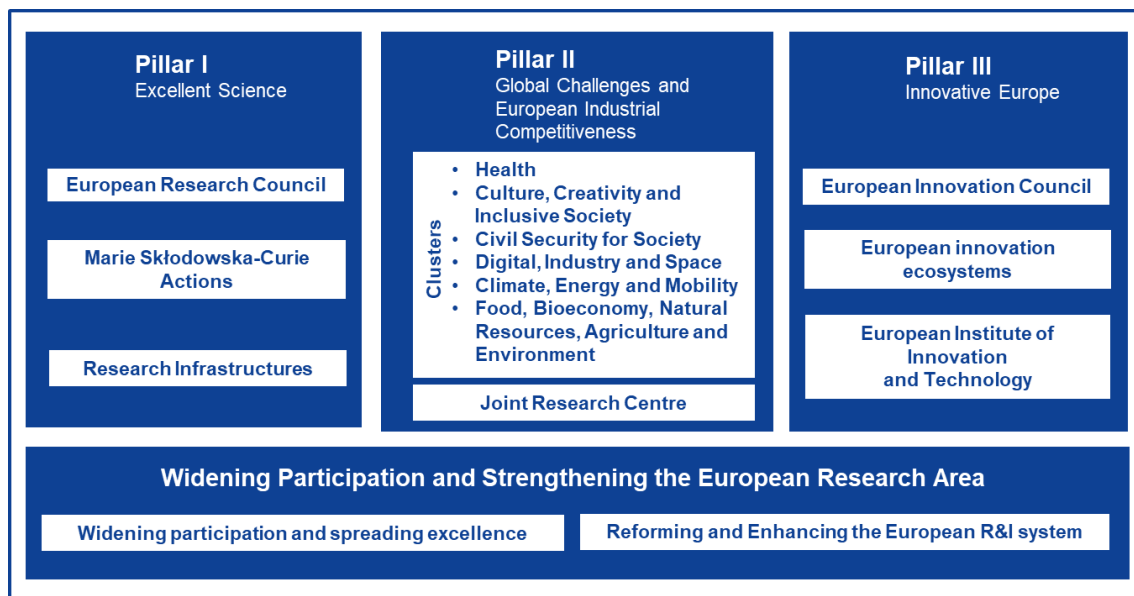 Pillar I
Excellent Science
European Research Council
Marie Skłodowska-Curie
Actions
Research Infrastructures
Pillar II
Global Challenges and
European Industrial
Competitiveness
Clusters
• Health
• Culture, Creativity and
Inclusive Society
• Civil Security for Society
• Digital, Industry and Space
• Climate, Energy and Mobility
• Food, Bioeconomy, Natural
Resources, Agriculture and
Environment
Joint Research Centre
Pillar III
Innovative Europe
European Innovation Council
European innovation
ecosystems
European Institute of
Innovation
and Technology
Widening Participation and Strengthening the European Research Area
Widening participation and spreading excellence
Reforming and Enhancing the European R&I system